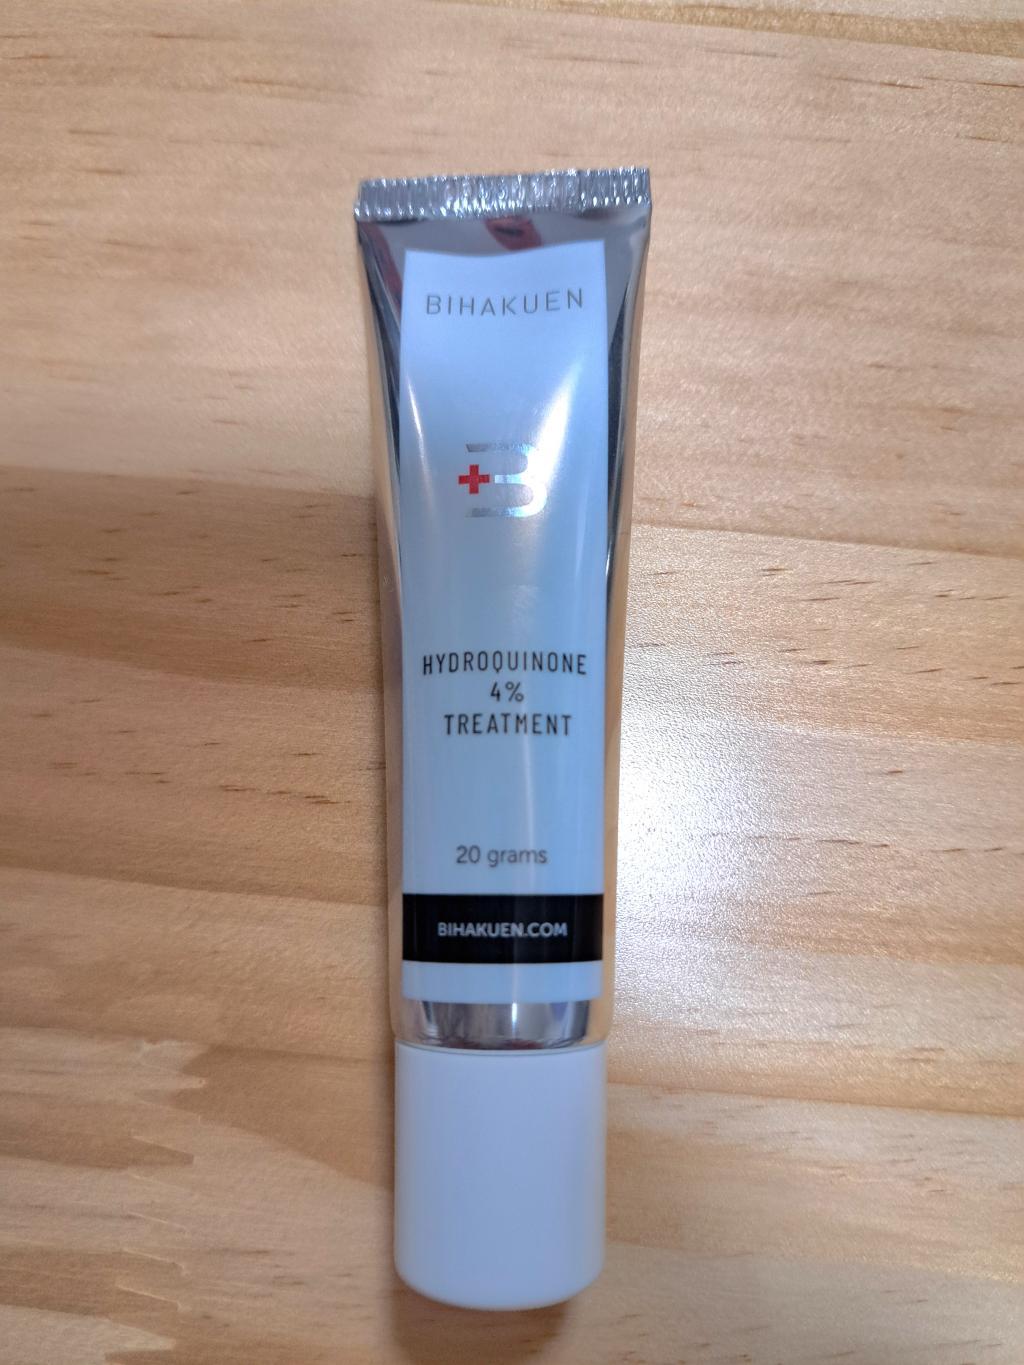 BIHAKUEN
B
HYDROQUINONE
4%
TREATMENT
20 grams
BIHAKUEN.COM